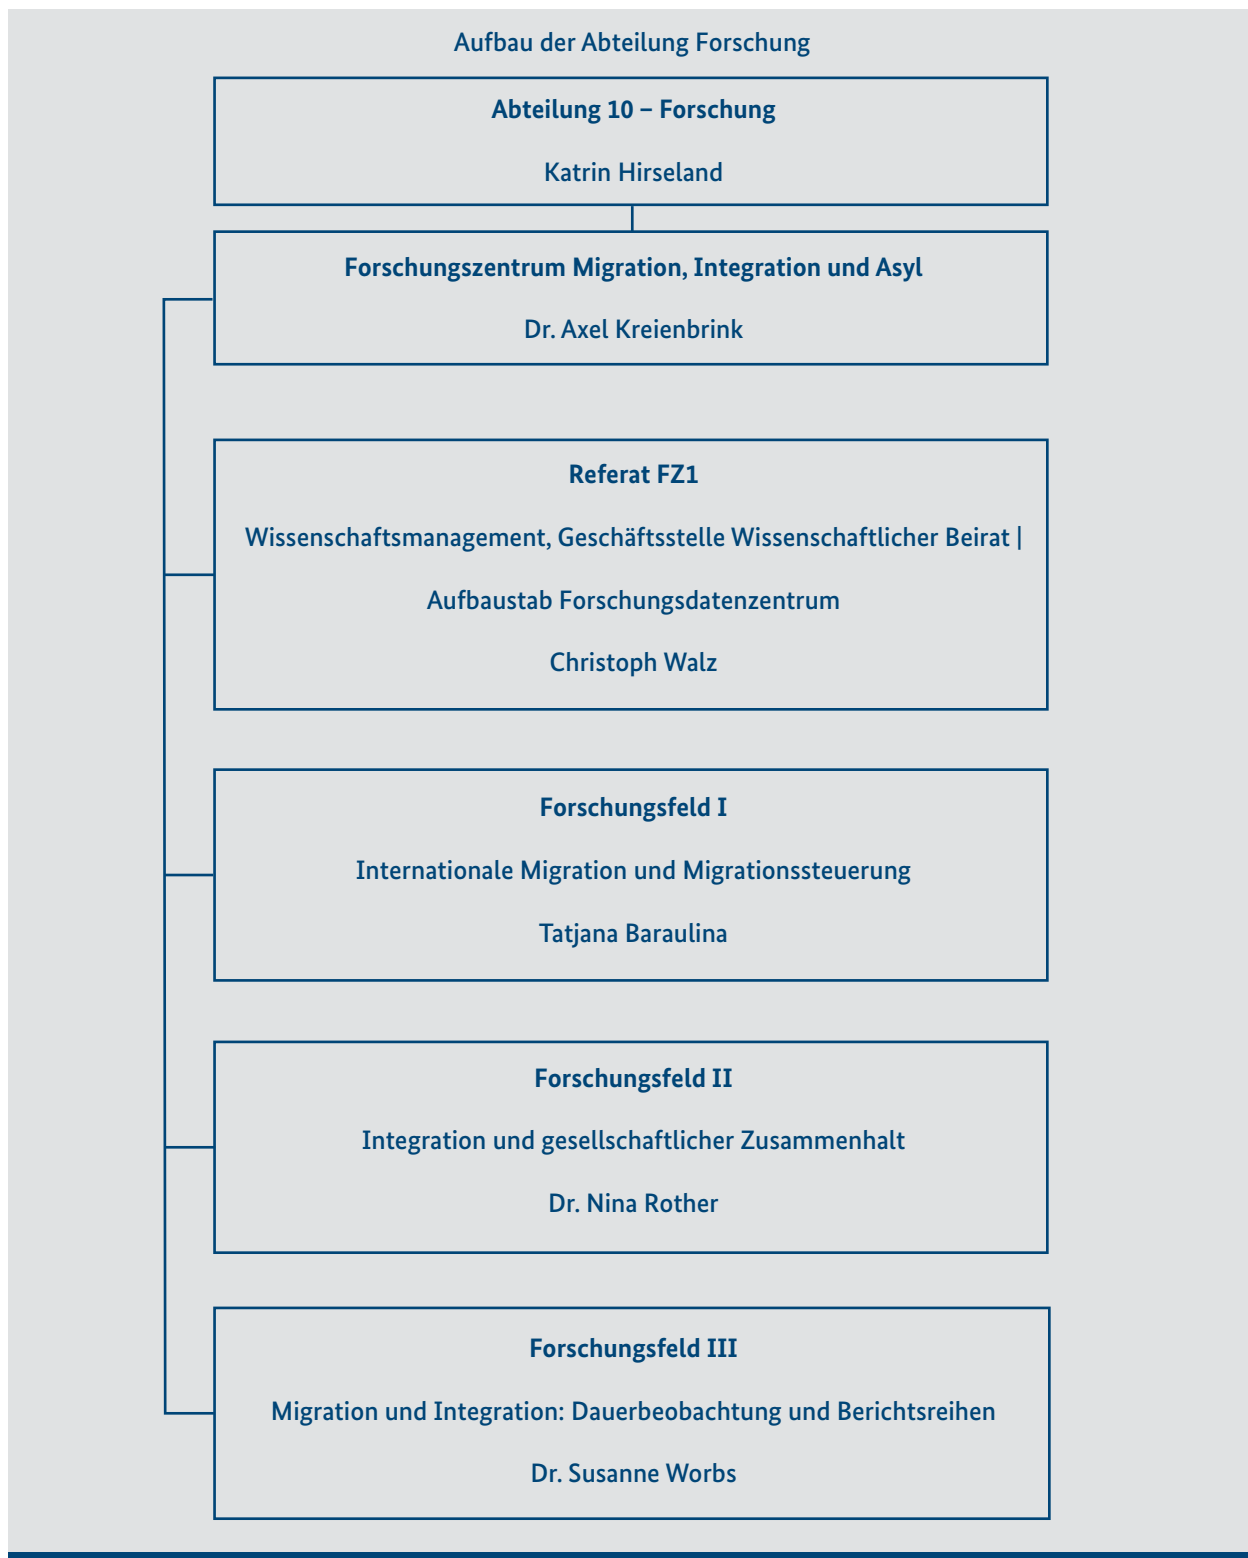 Aufbau der Abteilung Forschung
Abteilung 10 – Forschung
Katrin Hirseland
Forschungszentrum Migration, Integration und Asyl
Dr. Axel Kreienbrink
Referat FZ1
Wissenschaftsmanagement, Geschäftsstelle Wissenschaftlicher Beirat |
Aufbaustab Forschungsdatenzentrum
Christoph Walz
Forschungsfeld I
Internationale Migration und Migrationssteuerung
Tatjana Baraulina
Forschungsfeld II
Integration und gesellschaftlicher Zusammenhalt
Dr. Nina Rother
Forschungsfeld III
Migration und Integration: Dauerbeobachtung und Berichtsreihen
Dr. Susanne Worbs